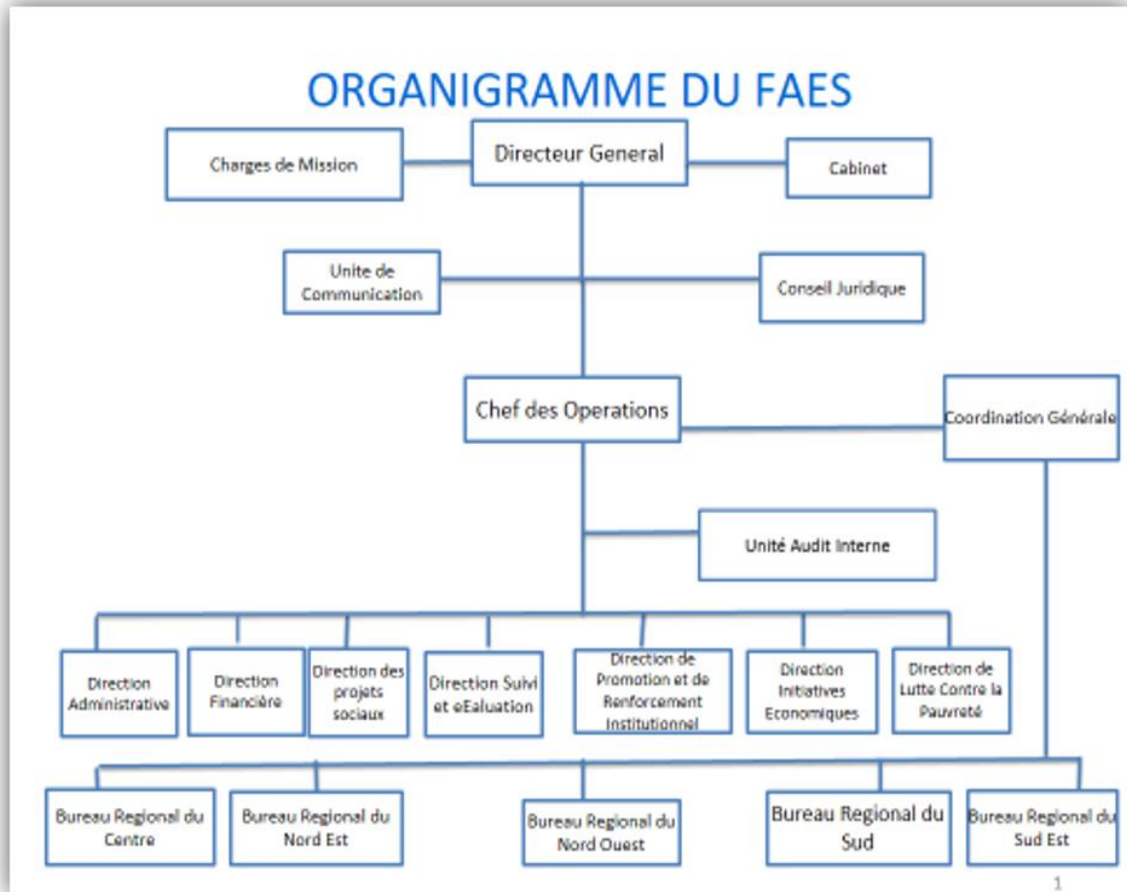 ORGANIGRAMME DU FAES
Charges de Mission
Directeur General
Cabinet
Unite de
Communication
Conseil Juridique
Chef des Operations
Coordination Générale
Unité Audit Interne
Direction
Administrative
Direction
Financière
Direction des
projets
sociaux
Direction Suivi
et eEaluation
Direction de
Promotion et de
Renforcement
Institutionnel
Direction
Initiatives
Economiques
Direction de
Lutte Contre la
Pauvreté
Bureau Regional du
Centre
Bureau Regional du
Nord Est
Bureau Regional du
Nord Ouest
Bureau Regional du
Sud
Bureau Regional du
Sud Est
1